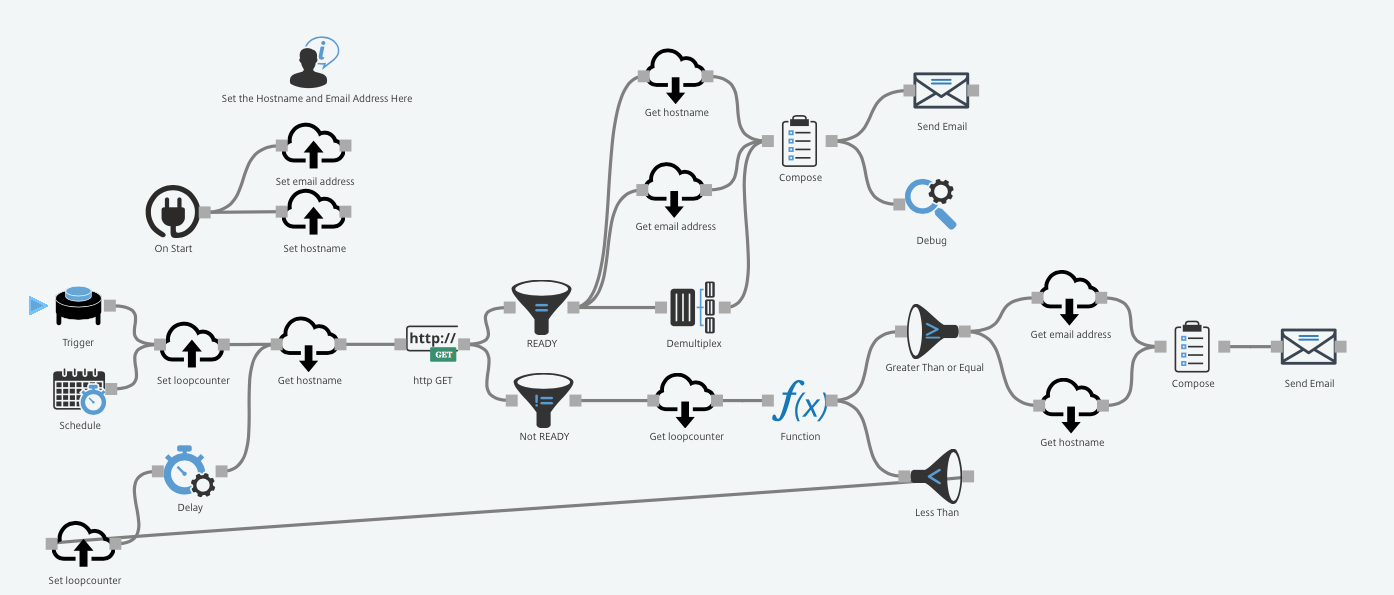 i
Set the Hostname and Email Address Here
Set email address
On Start
Set hostname
Trigger
Schedule
Set loopcounter
Get hostname
http://
GET
http GET
=
READY
!=
Not READY
Get hostname
Get email address
Demultiplex
Compose
Send Email
Debug
Get loopcounter
f(x)
Function
≥
Greater Than or Equal
<
Less Than
Get email address
Get hostname
Compose
Send Email
Delay
Set loopcounter